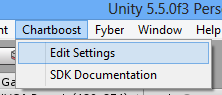 Unity 5.5.0f3 Pers
Chartboost Fyber Window Help
Edit Settings
SDK Documentation